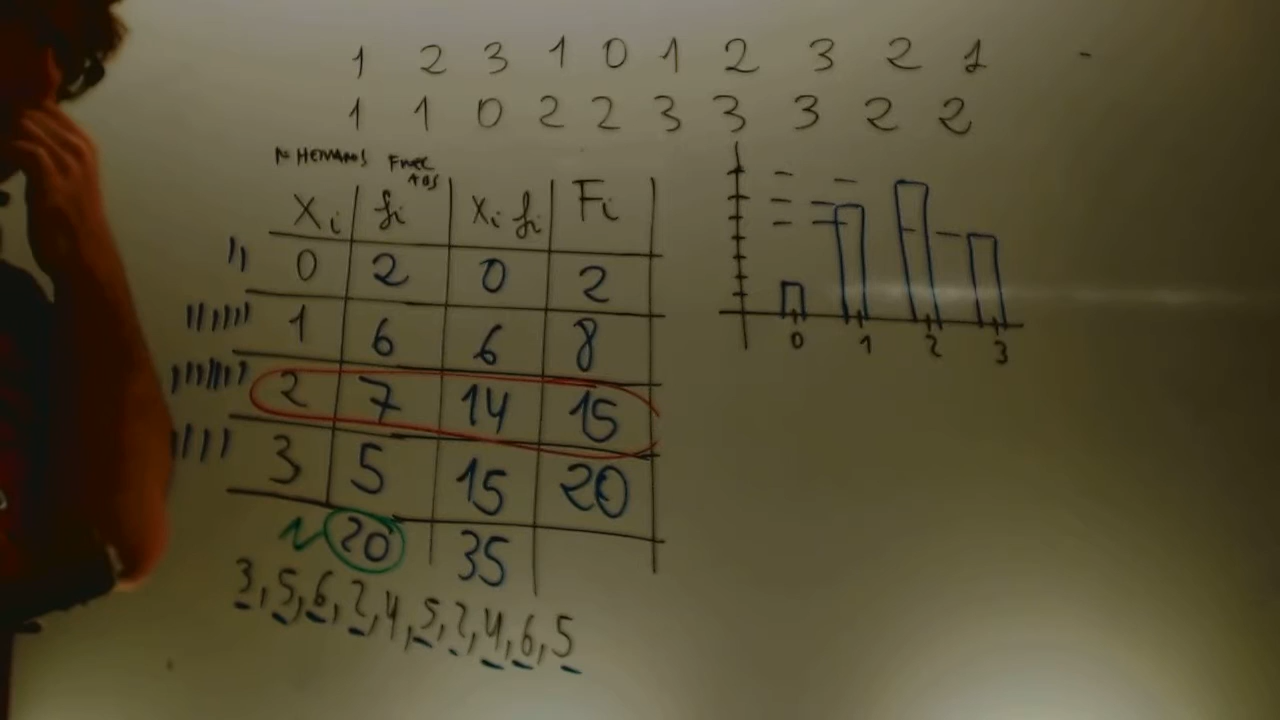 1 2 3 1 0 1 2 3 2 1
1 1 0 2 2 3 3 3 2 2
Nº HEMANOS FREC ABS
Xi fi Xi fi Fi
0 2 0 2
1 6 6 8
2 7 14 15
3 5 15 20
N 20 35
3, 5, 6, 2, 4, 5, 2, 4, 6, 5
0 1 2 3